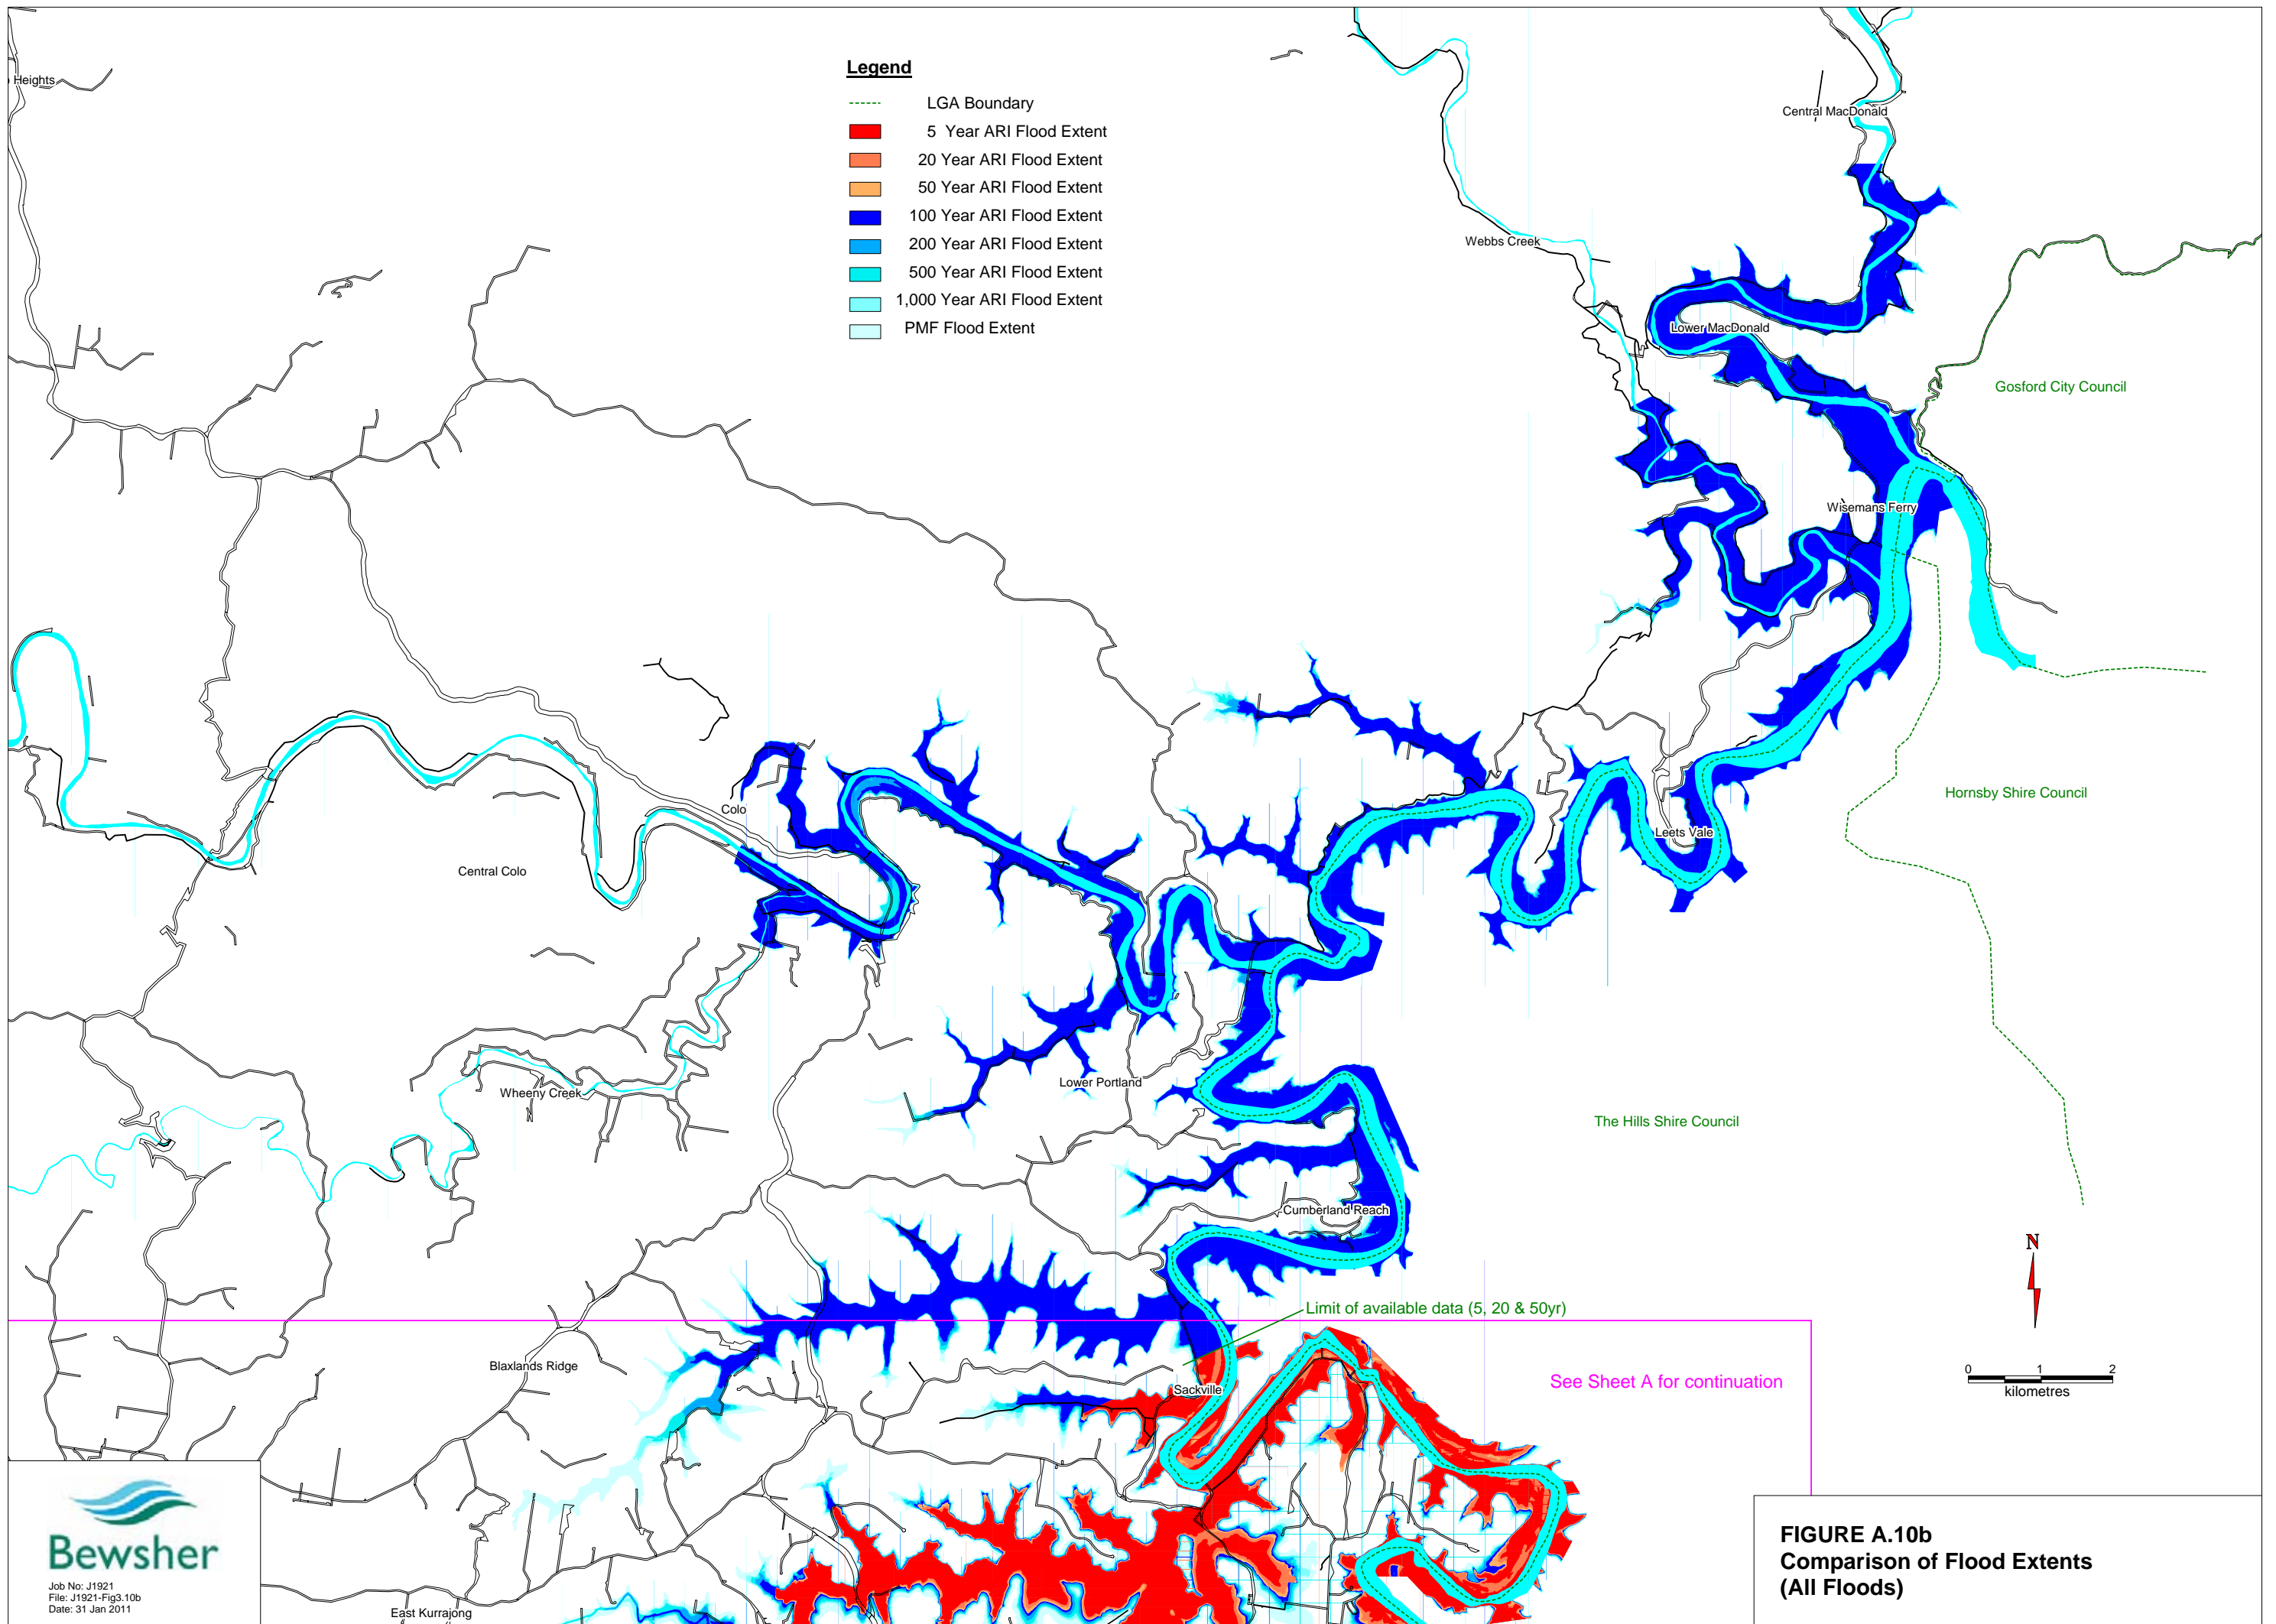 Legend
LGA Boundary
5 Year ARI Flood Extent
20 Year ARI Flood Extent
50 Year ARI Flood Extent
100 Year ARI Flood Extent
200 Year ARI Flood Extent
500 Year ARI Flood Extent
1,000 Year ARI Flood Extent
PMF Flood Extent
Heights
Central MacDonald
Webbs Creek
Lower MacDonald
Gosford City Council
Wisemans Ferry
Hornsby Shire Council
Colo
Leets Vale
Central Colo
Lower Portland
Wheeny Creek
The Hills Shire Council
Cumberland Reach
N
Limit of available data (5, 20 & 50yr)
Blaxlands Ridge
See Sheet A for continuation
Sackville
0 1 2
kilometres
Bewsher
Job No: J1921
File: J1921-Fig3.10b
Date: 31 Jan 2011
East Kurrajong
FIGURE A.10b
Comparison of Flood Extents
(All Floods)